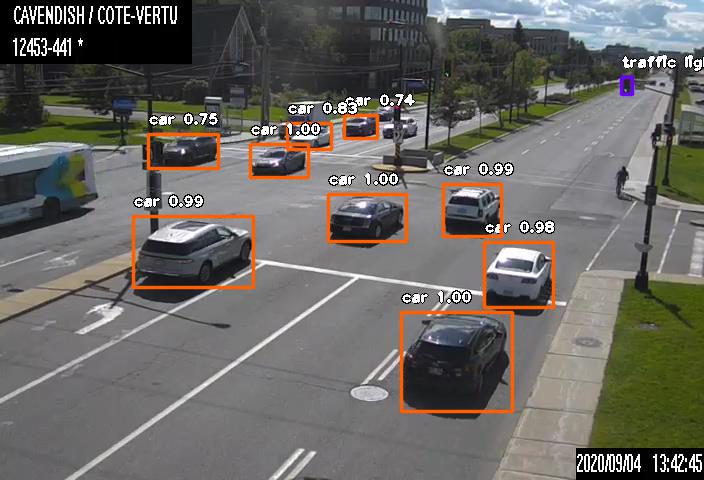 CAVENDISH / COTE-VERTU
12453-441 *
traffic lig
car 0.74
car 0.83
car 0.75
car 1.00
car 0.99
car 1.00
car 0.99
car 0.98
car 1.00
2020/09/04 13:42:45